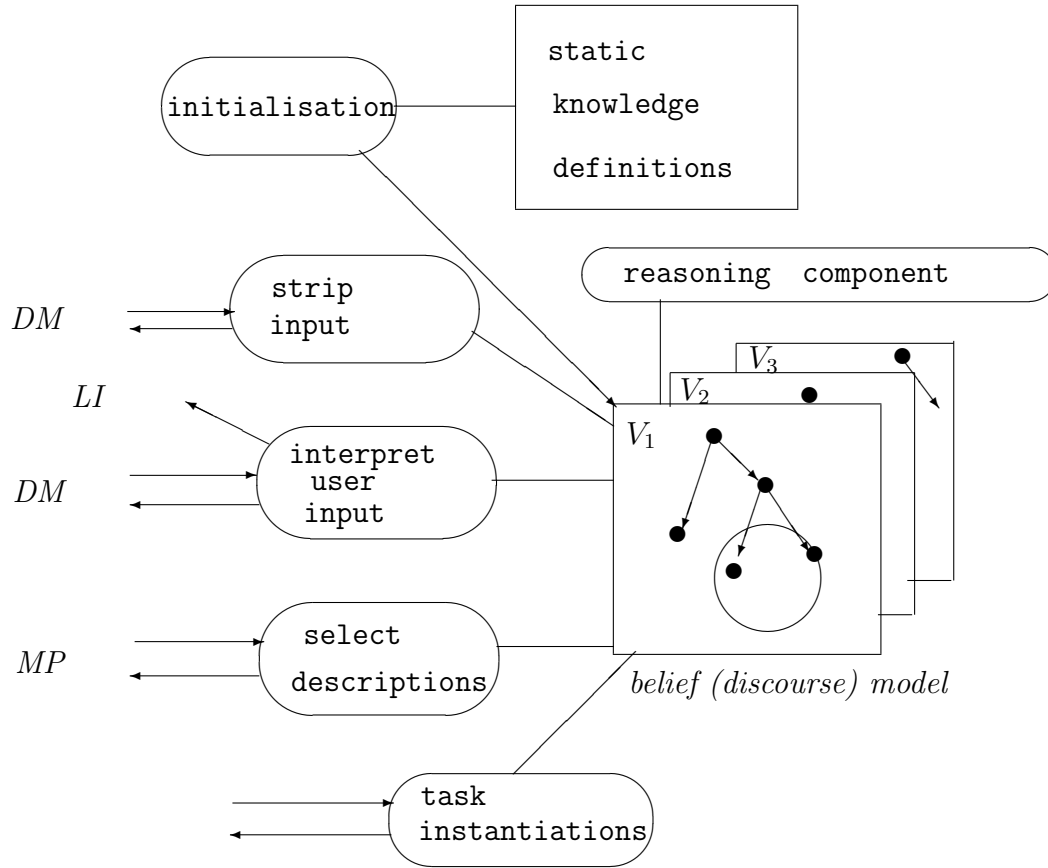 static
initialisation
knowledge
definitions
reasoning component
strip
DM
input
V₃
V₂
LI
V₁
interpret
user
DM
input
select
MP
descriptions
belief (discourse) model
task
instantiations